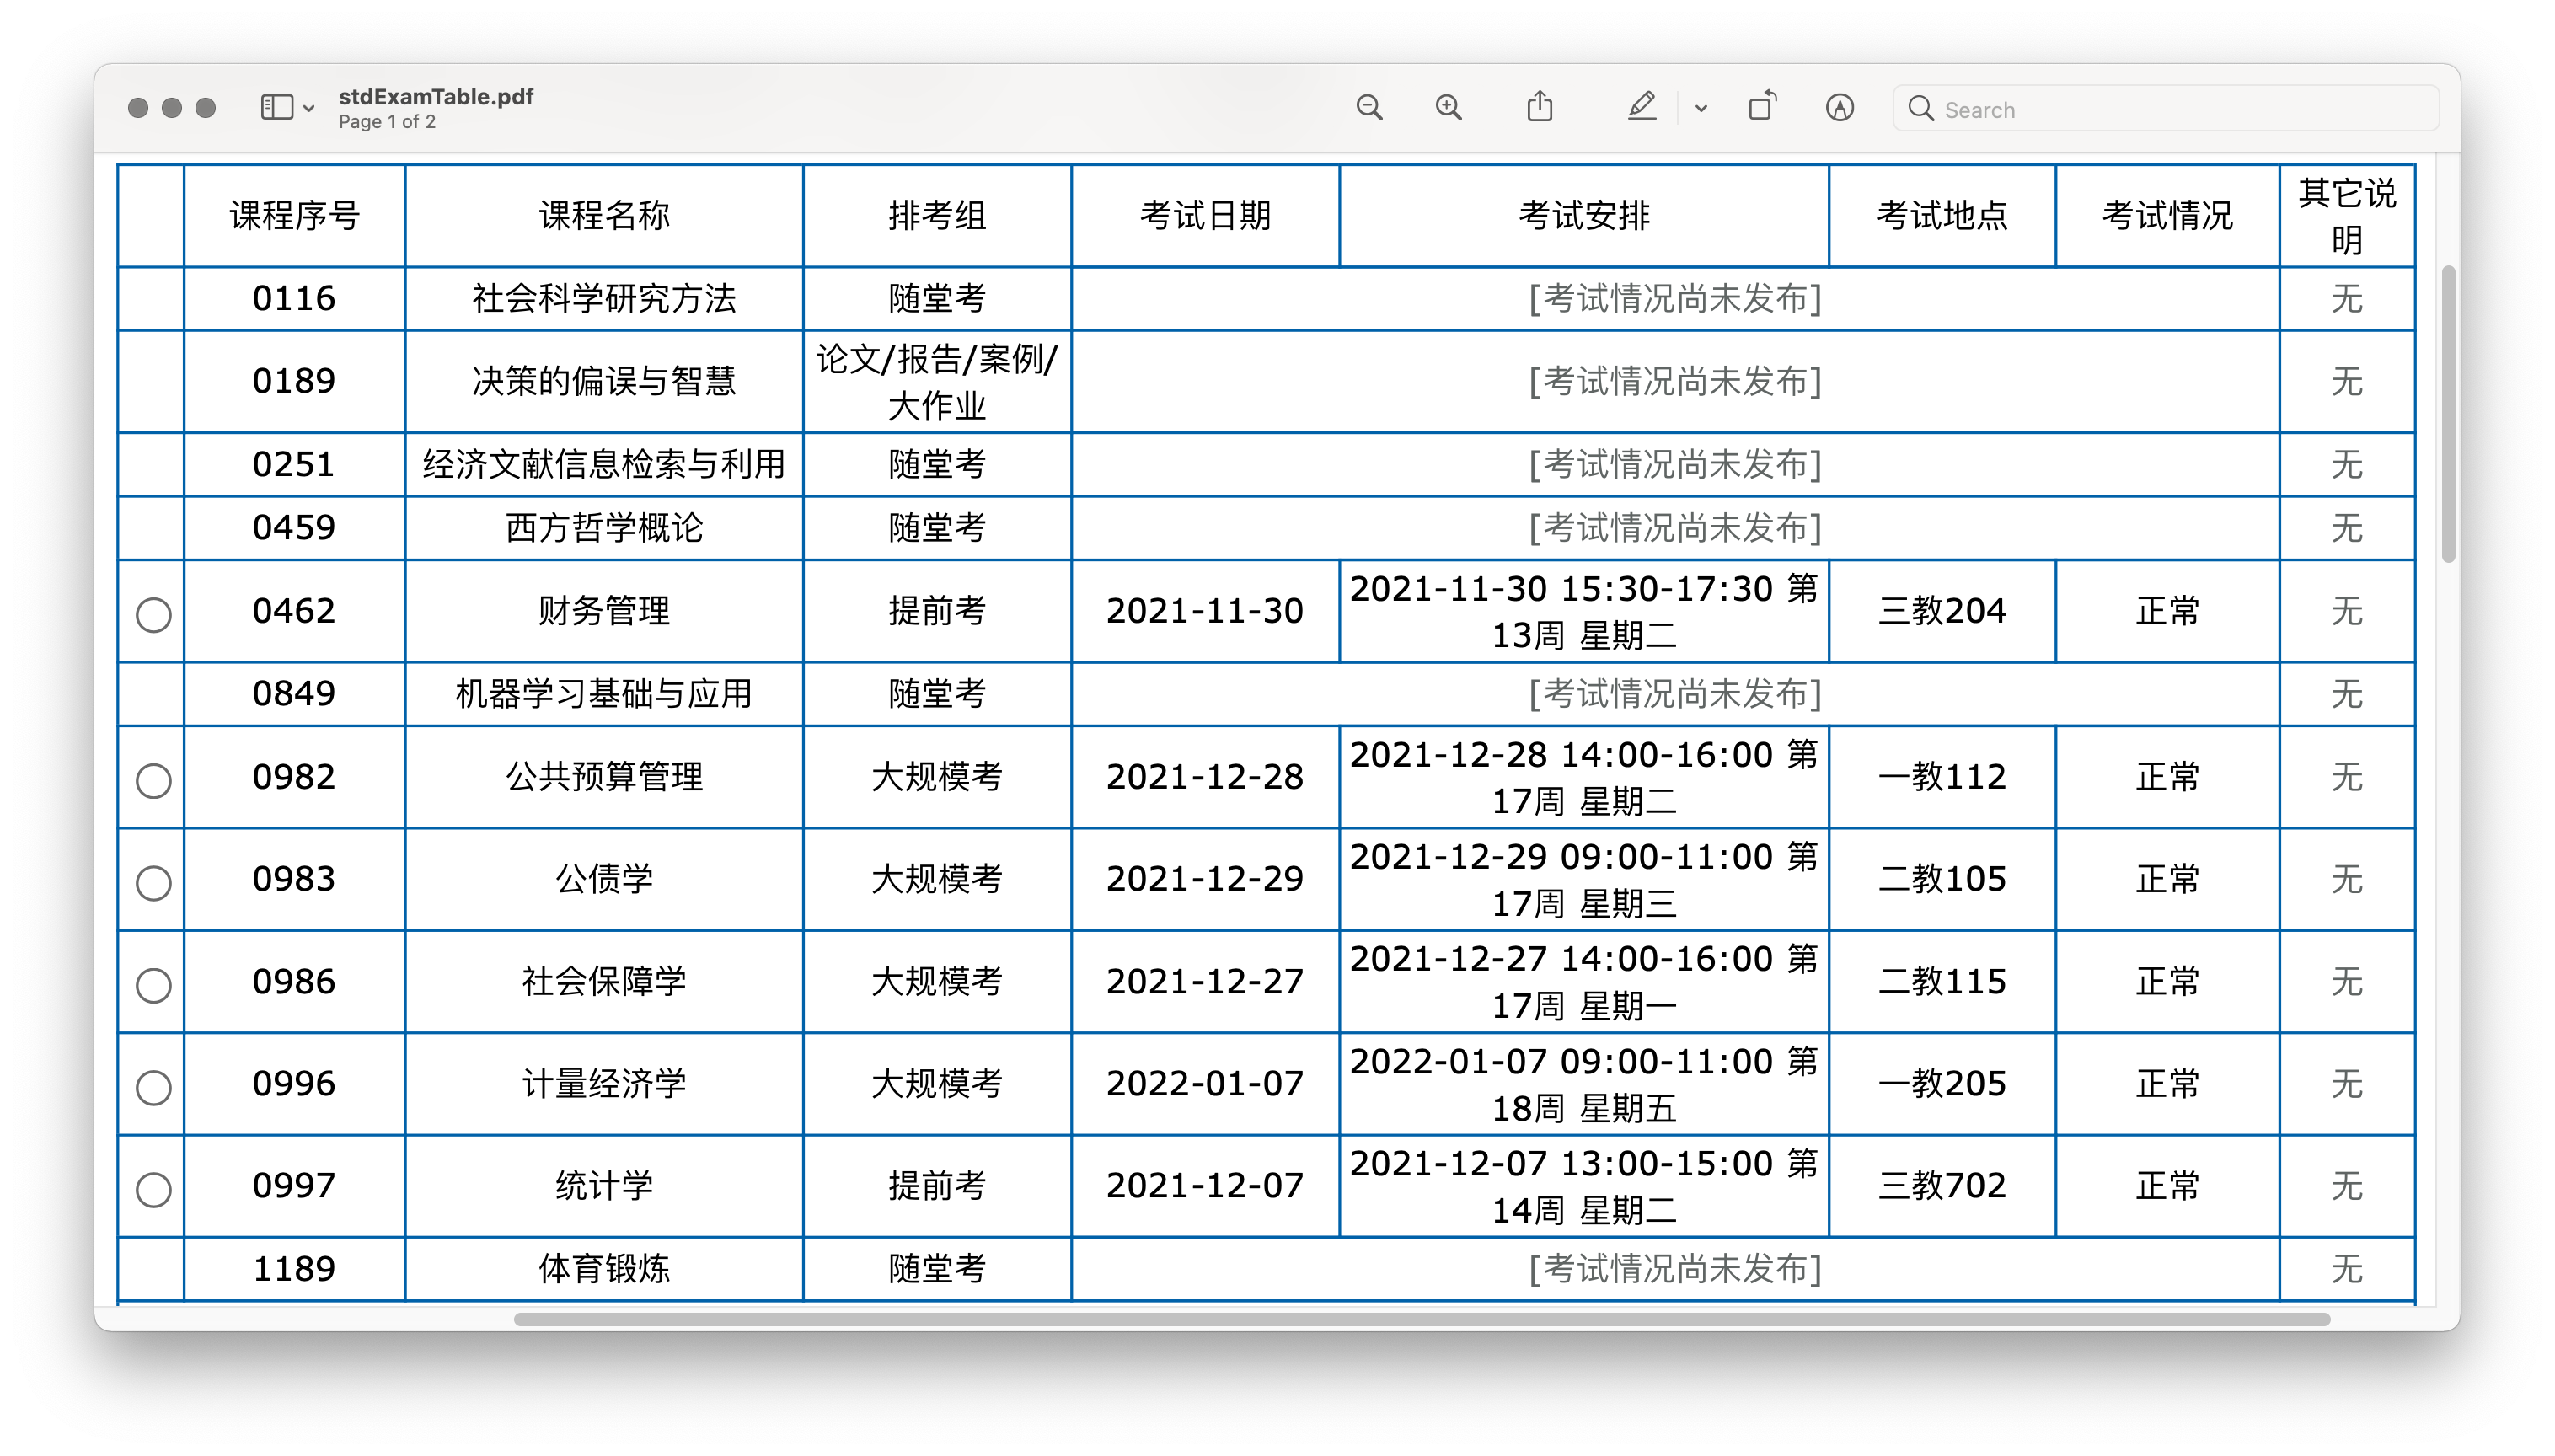 stdExamTable.pdf
Page 1 of 2
Search
课程序号 课程名称 排考组 考试日期 考试安排 考试地点 考试情况 其它说
明
0116 社会科学研究方法 随堂考 [考试情况尚未发布] 无
0189 决策的偏误与智慧 论文/报告/案例/
大作业 [考试情况尚未发布] 无
0251 经济文献信息检索与利用 随堂考 [考试情况尚未发布] 无
0459 西方哲学概论 随堂考 [考试情况尚未发布] 无
0462 财务管理 提前考 2021-11-30 2021-11-30 15:30-17:30 第
13周 星期二 三教204 正常 无
0849 机器学习基础与应用 随堂考 [考试情况尚未发布] 无
0982 公共预算管理 大规模考 2021-12-28 2021-12-28 14:00-16:00 第
17周 星期二 一教112 正常 无
0983 公债学 大规模考 2021-12-29 2021-12-29 09:00-11:00 第
17周 星期三 二教105 正常 无
0986 社会保障学 大规模考 2021-12-27 2021-12-27 14:00-16:00 第
17周 星期一 二教115 正常 无
0996 计量经济学 大规模考 2022-01-07 2022-01-07 09:00-11:00 第
18周 星期五 一教205 正常 无
0997 统计学 提前考 2021-12-07 2021-12-07 13:00-15:00 第
14周 星期二 三教702 正常 无
1189 体育锻炼 随堂考 [考试情况尚未发布] 无